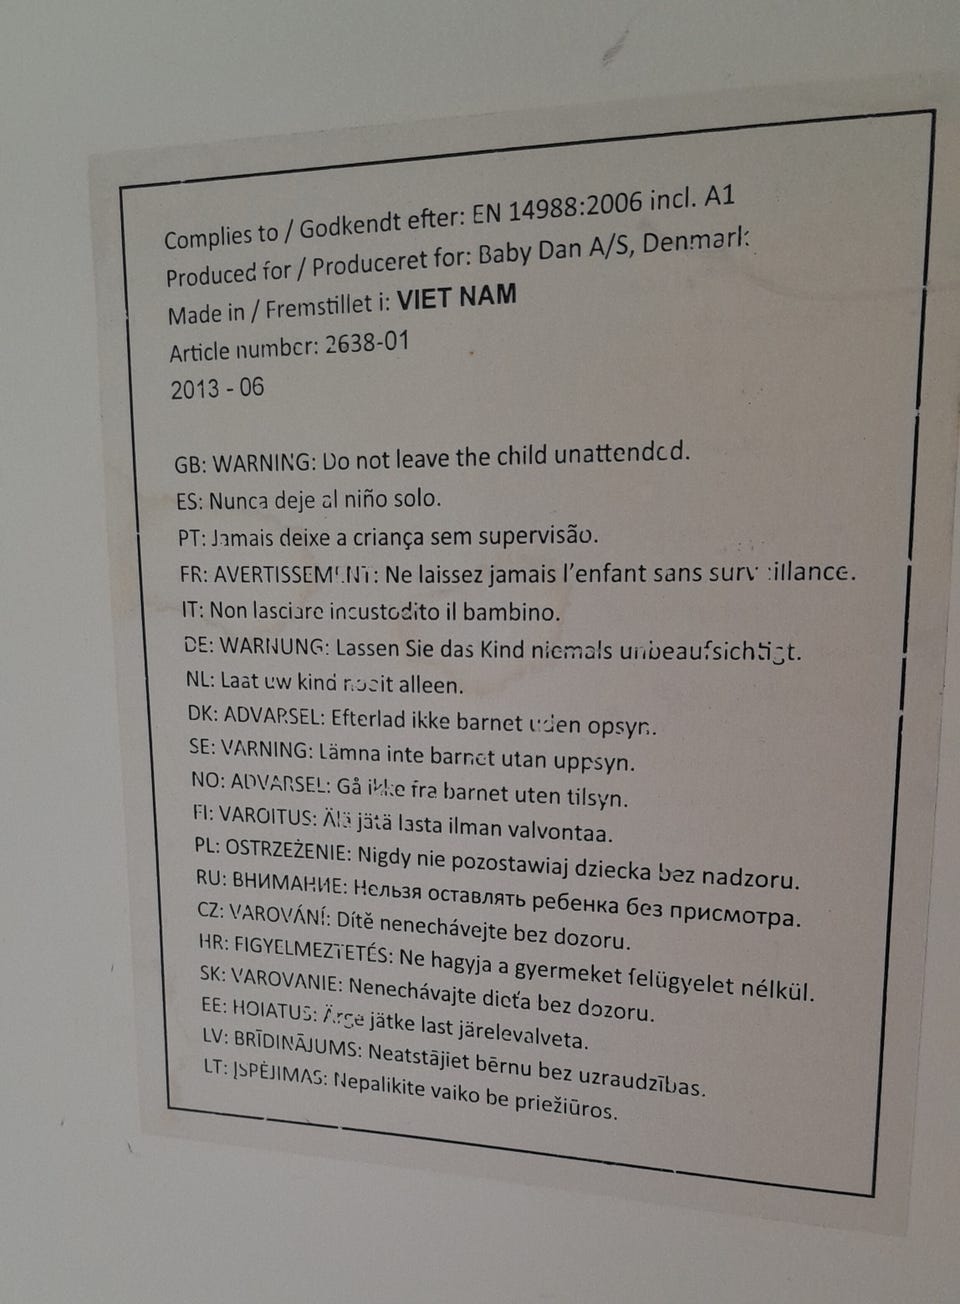 Complies to / Godkendt efter: EN 14988:2006 incl. A1
Produced for / Produceret for: Baby Dan A/S, Denmark
Made in / Fremstillet i: VIET NAM
Article number: 2638-01
2013 - 06
GB: WARNING: Do not leave the child unattended.
ES: Nunca deje al niño solo.
PT: Jamais deixe a criança sem supervisão.
FR: AVERTISSEMENT: Ne laissez jamais l'enfant sans surveillance.
IT: Non lasciare incustodito il bambino.
DE: WARNUNG: Lassen Sie das Kind niemals unbeaufsichtigt.
NL: Laat uw kind nooit alleen.
DK: ADVARSEL: Efterlad ikke barnet uden opsyn.
SE: VARNING: Lämna inte barnet utan uppsyn.
NO: ADVARSEL: Gå ikke fra barnet uten tilsyn.
FI: VAROITUS: Älä jätä lasta ilman valvontaa.
PL: OSTRZEŻENIE: Nigdy nie pozostawiaj dziecka bez nadzoru.
RU: ВНИМАНИЕ: Нельзя оставлять ребенка без присмотра.
CZ: VAROVÁNÍ: Dítě nenechávejte bez dozoru.
HR: FIGYELMEZTETÉS: Ne hagyja a gyermeket felügyelet nélkül.
SK: VAROVANIE: Nenechávajte dieťa bez dozoru.
EE: HOIATUS: Ärge jätke last järelevalveta.
LV: BRĪDINĀJUMS: Neatstājiet bērnu bez uzraudzības.
LT: ĮSPĖJIMAS: Nepalikite vaiko be priežiūros.